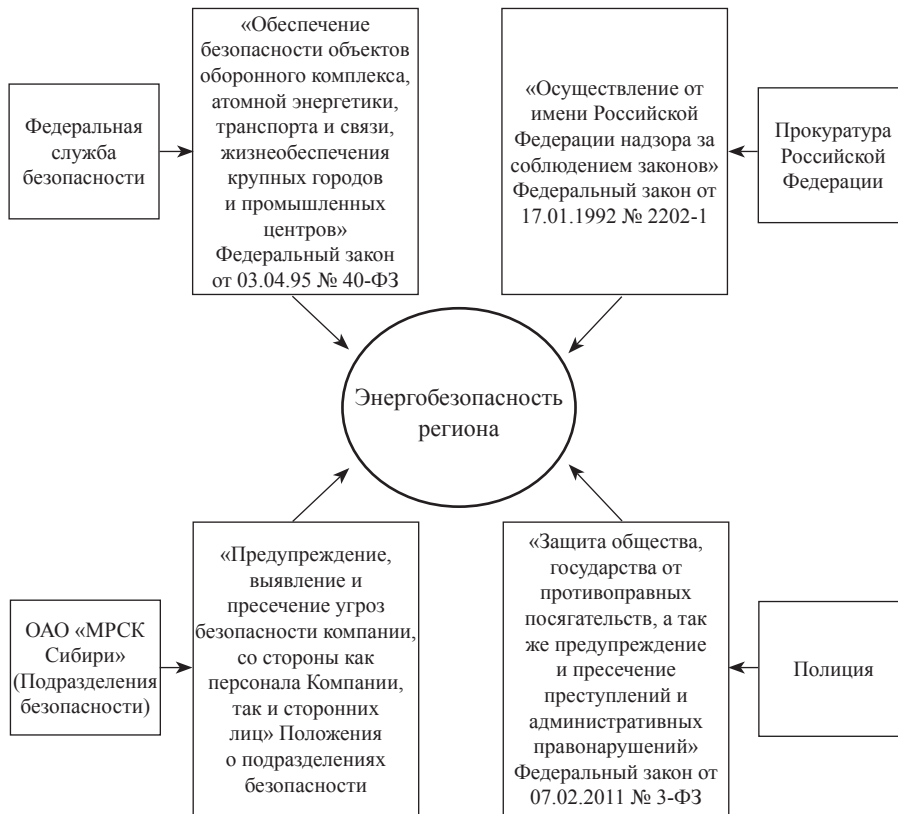 Федеральная
служба
безопасности
«Обеспечение
безопасности объектов
оборонного комплекса,
атомной энергетики,
транспорта и связи,
жизнеобеспечения
крупных городов
и промышленных
центров»
Федеральный закон
от 03.04.95 № 40-ФЗ
«Осуществление от
имени Российской
Федерации надзора за
соблюдением законов»
Федеральный закон от
17.01.1992 № 2202-1
Прокуратура
Российской
Федерации
Энергобезопасность
региона
ОАО «МРСК
Сибири»
(Подразделения
безопасности)
«Предупреждение,
выявление и
пресечение угроз
безопасности компании,
со стороны как
персонала Компании,
так и сторонних
лиц» Положения
о подразделениях
безопасности
«Защита общества,
государства от
противоправных
посягательств, а так
же предупреждение
и пресечение
преступлений и
административных
правонарушений»
Федеральный закон от
07.02.2011 № 3-ФЗ
Полиция